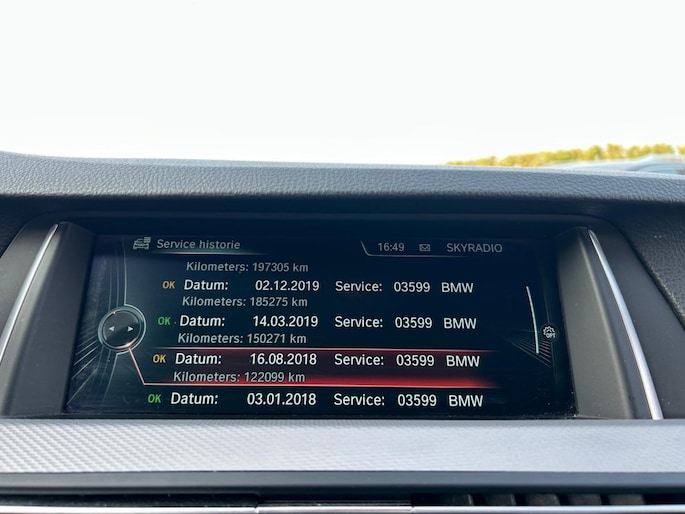 Service historie 16:49 SKYRADIO
Kilometers: 197305 km
OK Datum: 02.12.2019 Service: 03599 BMW
Kilometers: 185275 km
OK Datum: 14.03.2019 Service: 03599 BMW
Kilometers: 150271 km
OK Datum: 16.08.2018 Service: 03599 BMW
Kilometers: 122099 km
OK Datum: 03.01.2018 Service: 03599 BMW
OPT